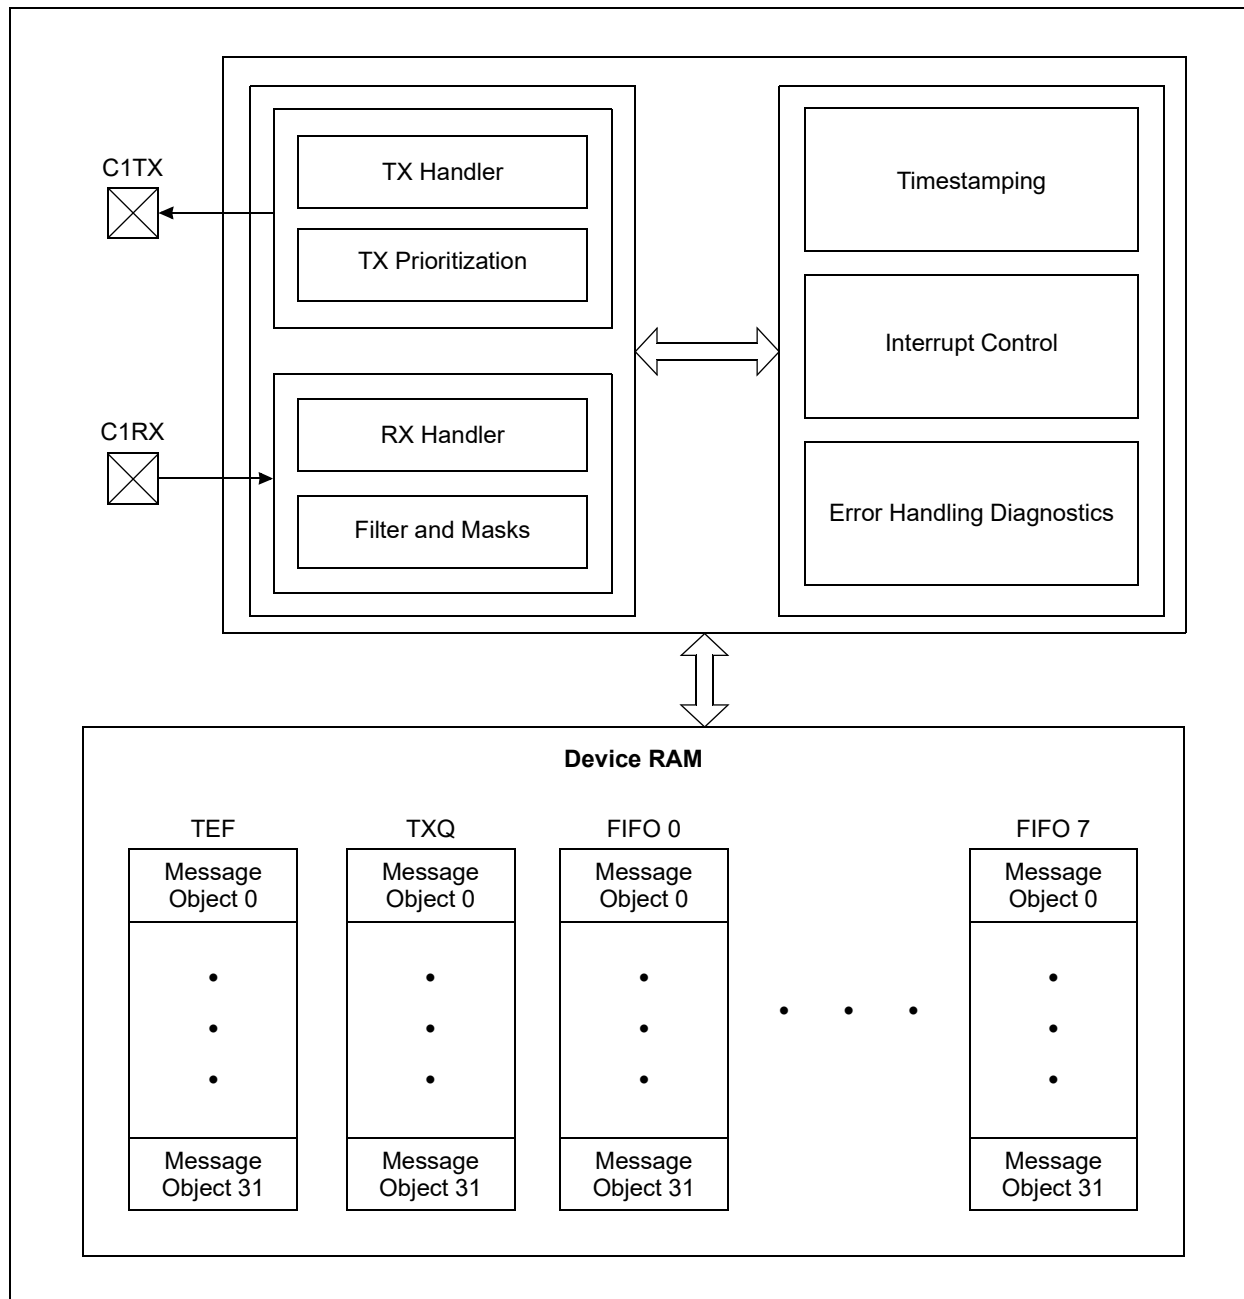 C1TX
TX Handler
TX Prioritization
C1RX
RX Handler
Filter and Masks
Timestamping
Interrupt Control
Error Handling Diagnostics
Device RAM
TEF
TXQ
FIFO 0
FIFO 7
Message
Object 0
Message
Object 0
Message
Object 0
Message
Object 0
Message
Object 31
Message
Object 31
Message
Object 31
Message
Object 31